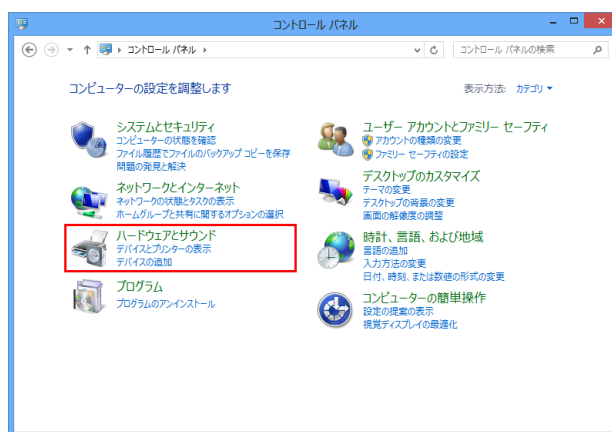 コントロール パネル
コントロール パネル
コントロール パネルの検索
コンピューターの設定を調整します
表示方法: カテゴリ
システムとセキュリティ
コンピューターの状態を確認
ファイル履歴でファイルのバックアップ コピーを保存
問題の発見と解決
ネットワークとインターネット
ネットワークの状態とタスクの表示
ホームグループと共有に関するオプションの選択
ハードウェアとサウンド
デバイスとプリンターの表示
デバイスの追加
プログラム
プログラムのアンインストール
ユーザー アカウントとファミリー セーフティ
アカウントの種類の変更
ファミリー セーフティの設定
デスクトップのカスタマイズ
テーマの変更
デスクトップの背景の変更
画面の解像度の調整
時計、言語、および地域
言語の追加
入力方法の変更
日付、時刻、または数値の形式の変更
コンピューターの簡単操作
設定の提案の表示
視覚ディスプレイの最適化